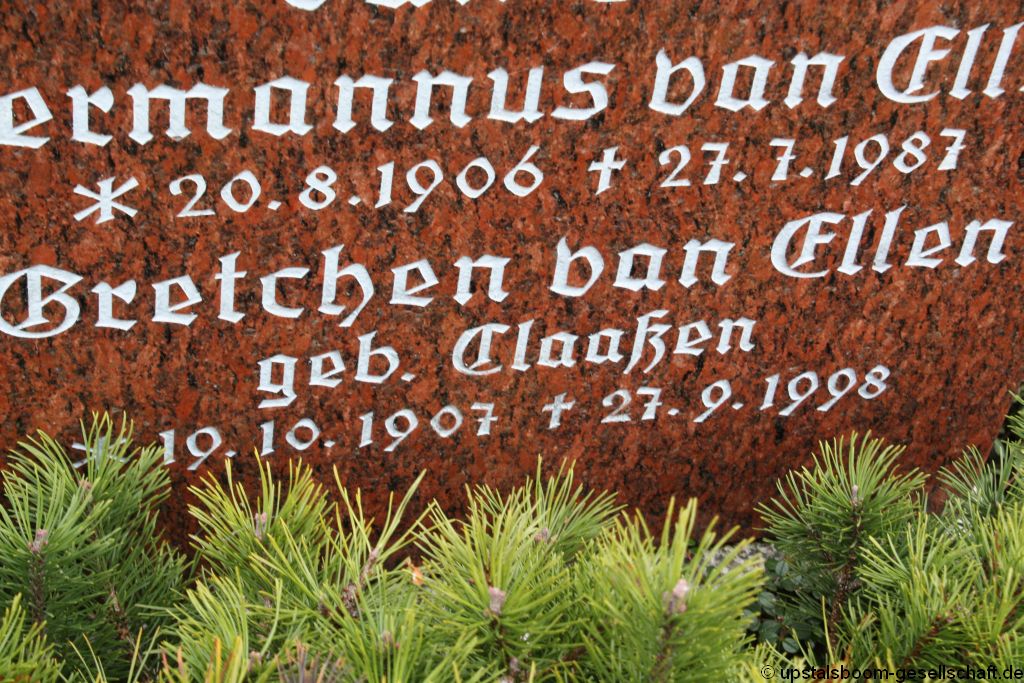 ermannus van Ell
* 20.8.1906 † 27.7.1987
Gretchen van Ellen
geb. Claaßen
* 19.10.1907 † 27.9.1998
© upstalsboom-gesellschaft.de